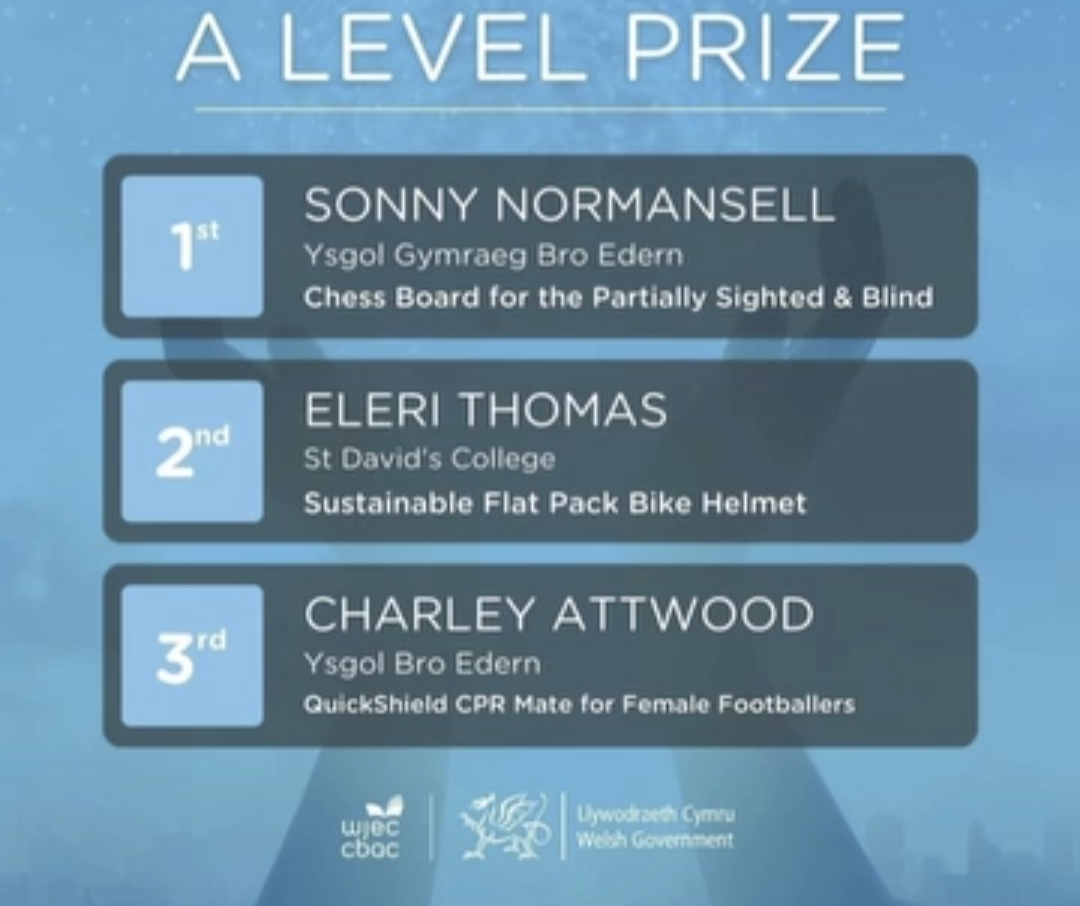 A LEVEL PRIZE
1st
SONNY NORMANSELL
Ysgol Gymraeg Bro Edern
Chess Board for the Partially Sighted & Blind
2nd
ELERI THOMAS
St David's College
Sustainable Flat Pack Bike Helmet
3rd
CHARLEY ATTWOOD
Ysgol Bro Edern
QuickShield CPR Mate for Female Footballers
wjec
cbac
Llywodraeth Cymru
Welsh Government